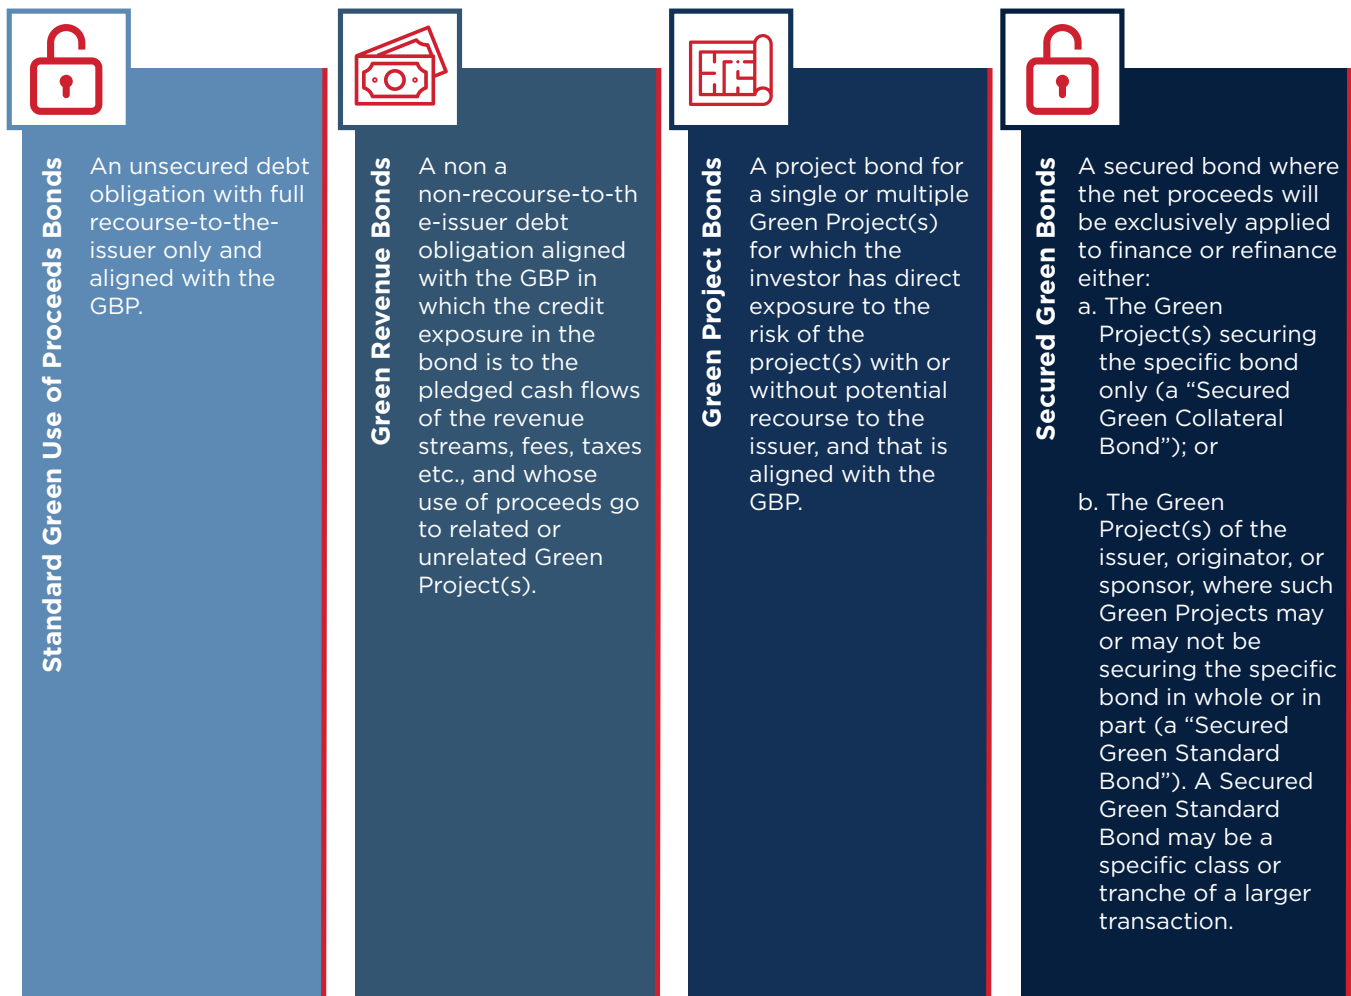 Standard Green Use of Proceeds Bonds
An unsecured debt
obligation with full
recourse-to-the-
issuer only and
aligned with the
GBP.
Green Revenue Bonds
A non a
non-recourse-to-th
e-issuer debt
obligation aligned
with the GBP in
which the credit
exposure in the
bond is to the
pledged cash flows
of the revenue
streams, fees, taxes
etc., and whose
use of proceeds go
to related or
unrelated Green
Project(s).
Green Project Bonds
A project bond for
a single or multiple
Green Project(s)
for which the
investor has direct
exposure to the
risk of the
project(s) with or
without potential
recourse to the
issuer, and that is
aligned with the
GBP.
Secured Green Bonds
A secured bond where
the net proceeds will
be exclusively applied
to finance or refinance
either:
a. The Green
Project(s) securing
the specific bond
only (a “Secured
Green Collateral
Bond”); or
b. The Green
Project(s) of the
issuer, originator, or
sponsor, where such
Green Projects may
or may not be
securing the specific
bond in whole or in
part (a “Secured
Green Standard
Bond”). A Secured
Green Standard
Bond may be a
specific class or
tranche of a larger
transaction.